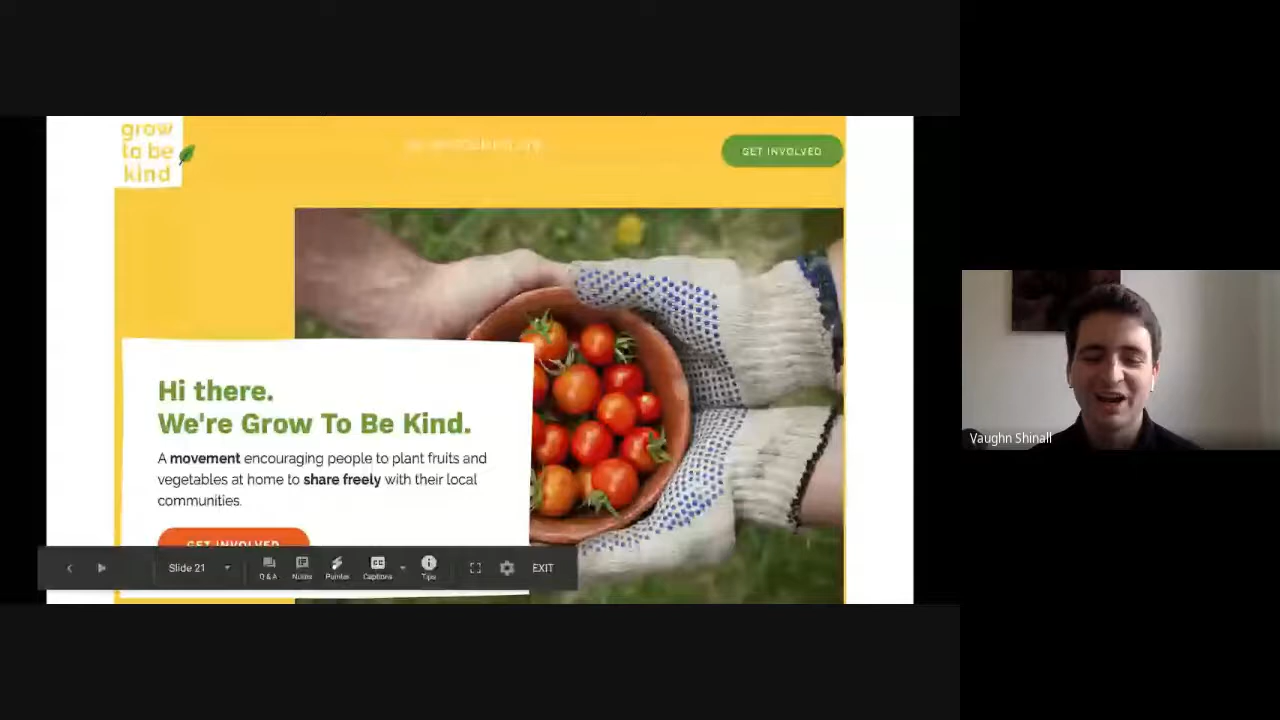 grow
to be
kind
GET INVOLVED
Hi there.
We're Grow To Be Kind.
A movement encouraging people to plant fruits and
vegetables at home to share freely with their local
communities.
GET INVOLVED
Slide 21
Q & A
Notes
Pointer
Captions
Tips
EXIT
Vaughn Shinall